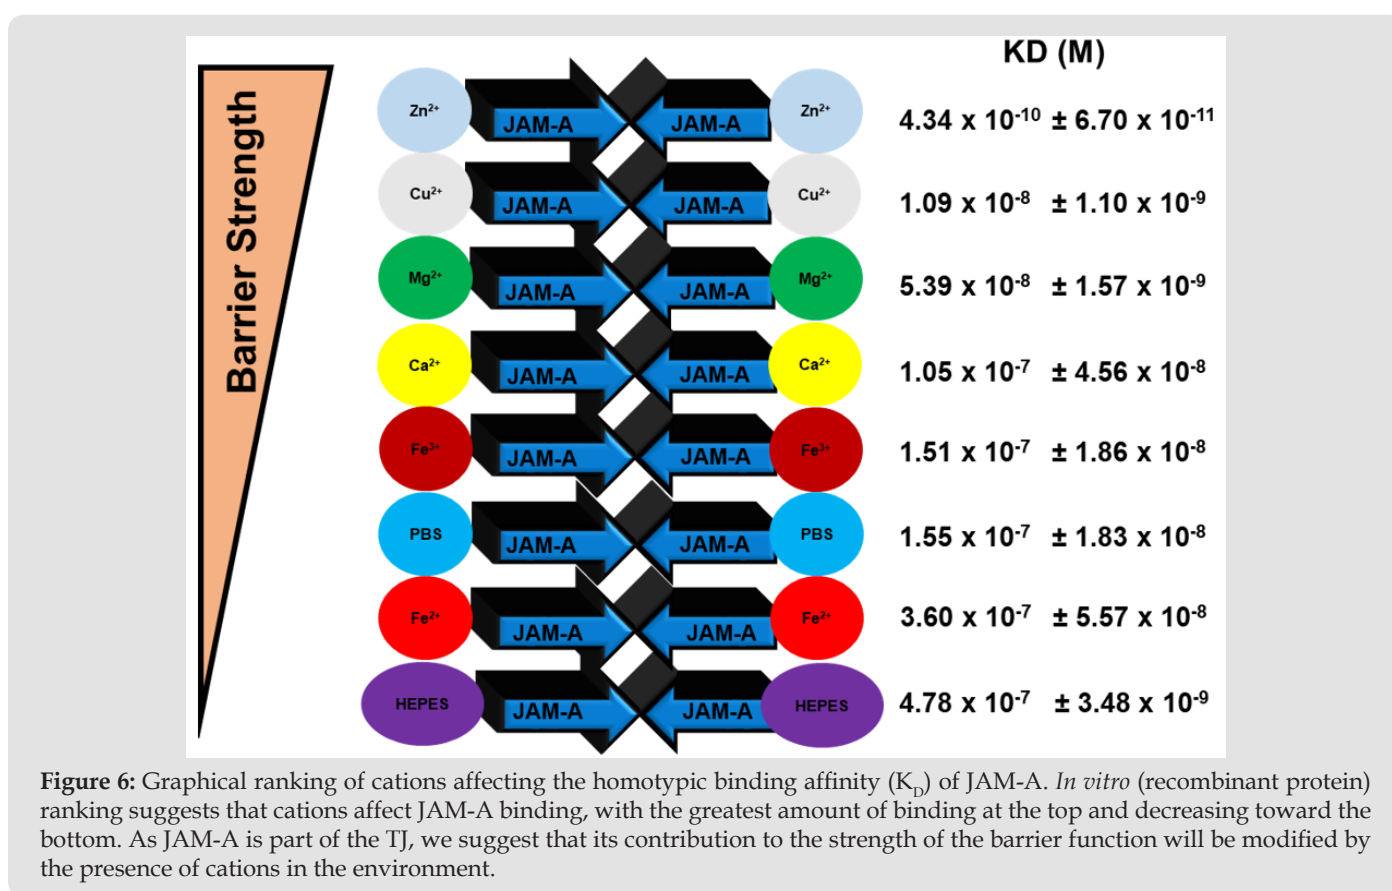 KD (M)
Barrier Strength
Zn²⁺ JAM-A JAM-A Zn²⁺ 4.34 x 10⁻¹⁰ ± 6.70 x 10⁻¹¹
Cu²⁺ JAM-A JAM-A Cu²⁺ 1.09 x 10⁻⁸ ± 1.10 x 10⁻⁹
Mg²⁺ JAM-A JAM-A Mg²⁺ 5.39 x 10⁻⁸ ± 1.57 x 10⁻⁹
Ca²⁺ JAM-A JAM-A Ca²⁺ 1.05 x 10⁻⁷ ± 4.56 x 10⁻⁸
Fe³⁺ JAM-A JAM-A Fe³⁺ 1.51 x 10⁻⁷ ± 1.86 x 10⁻⁸
PBS JAM-A JAM-A PBS 1.55 x 10⁻⁷ ± 1.83 x 10⁻⁸
Fe²⁺ JAM-A JAM-A Fe²⁺ 3.60 x 10⁻⁷ ± 5.57 x 10⁻⁸
HEPES JAM-A JAM-A HEPES 4.78 x 10⁻⁷ ± 3.48 x 10⁻⁹
Figure 6: Graphical ranking of cations affecting the homotypic binding affinity (K_D) of JAM-A. In vitro (recombinant protein)
ranking suggests that cations affect JAM-A binding, with the greatest amount of binding at the top and decreasing toward the
bottom. As JAM-A is part of the TJ, we suggest that its contribution to the strength of the barrier function will be modified by
the presence of cations in the environment.